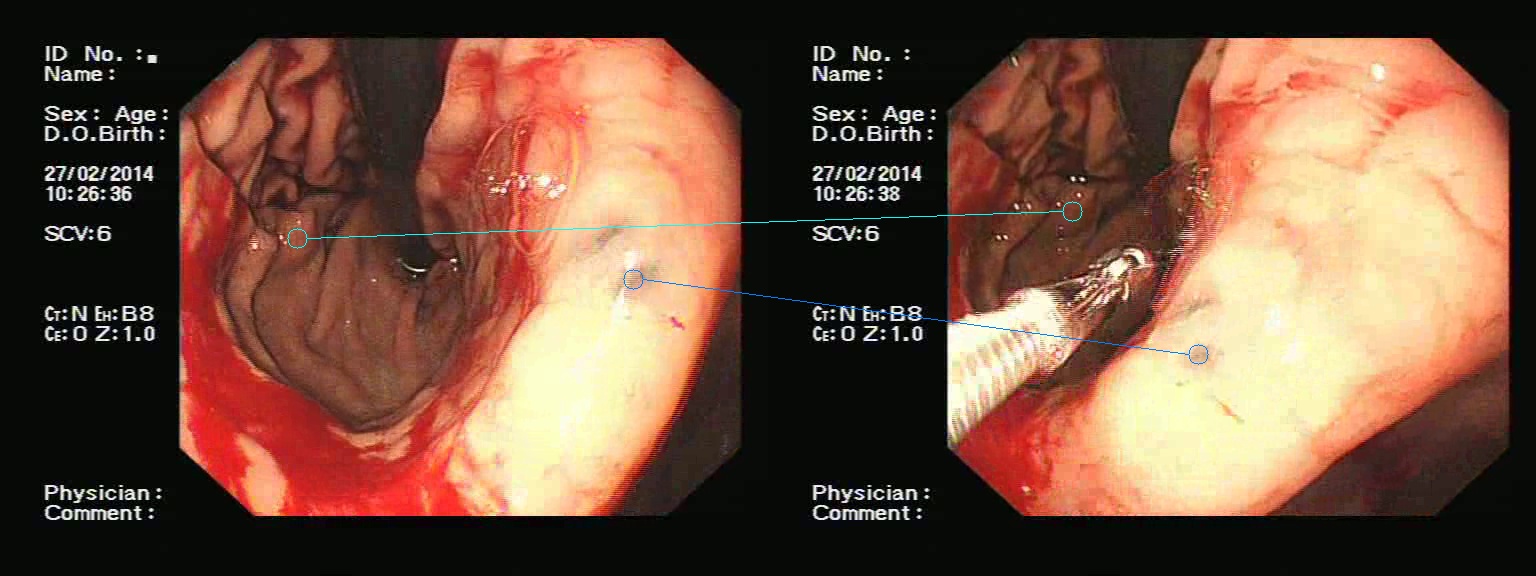 ID No. :
Name:
Sex: Age:
D.O.Birth:
27/02/2014
10:26:36
SCV:6
CT:N EH:B8
CE:0 Z:1.0
Physician:
Comment:
ID No. :
Name:
Sex: Age:
D.O.Birth:
27/02/2014
10:26:38
SCV:6
CT:N EH:B8
CE:0 Z:1.0
Physician:
Comment: